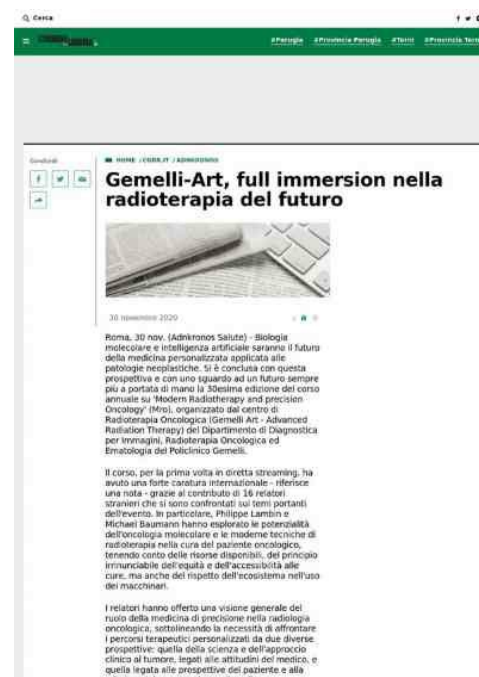 Cerca
#Perugia #Provincia Perugia #Terni #Provincia Terni
Condividi
HOME / CORR.IT / ADNKRONOS
Gemelli-Art, full immersion nella
radioterapia del futuro
30 novembre 2020
Roma, 30 nov. (Adnkronos Salute) - Biologia
molecolare e intelligenza artificiale saranno il futuro
della medicina personalizzata applicata alle
patologie neoplastiche. Si è conclusa con questa
prospettiva e con uno sguardo ad un futuro sempre
più a portata di mano la 30esima edizione del corso
annuale su 'Modern Radiotherapy and precision
Oncology' (Mro), organizzato dal centro di
Radioterapia Oncologica (Gemelli Art - Advanced
Radiation Therapy) del Dipartimento di Diagnostica
per Immagini, Radioterapia Oncologica ed
Ematologia del Policlinico Gemelli.
Il corso, per la prima volta in diretta streaming, ha
avuto una forte caratura internazionale - riferisce
una nota - grazie al contributo di 16 relatori
stranieri che si sono confrontati sui temi portanti
dell'evento. In particolare, Philippe Lambin e
Michael Baumann hanno esplorato le potenzialità
dell'oncologia molecolare e le moderne tecniche di
radioterapia nella cura del paziente oncologico,
tenendo conto delle risorse disponibili, del principio
irrinunciabile dell'equità e dell'accessibilità alle
cure, ma anche del rispetto dell'ecosistema nell'uso
dei macchinari.
I relatori hanno offerto una visione generale del
ruolo della medicina di precisione nella radiologia
oncologica, sottolineando la necessità di affrontare
i percorsi terapeutici personalizzati da due diverse
prospettive: quella della scienza e dell'approccio
clinico al tumore, legati alle attitudini del medico, e
quella legata alle prospettive del paziente e alla